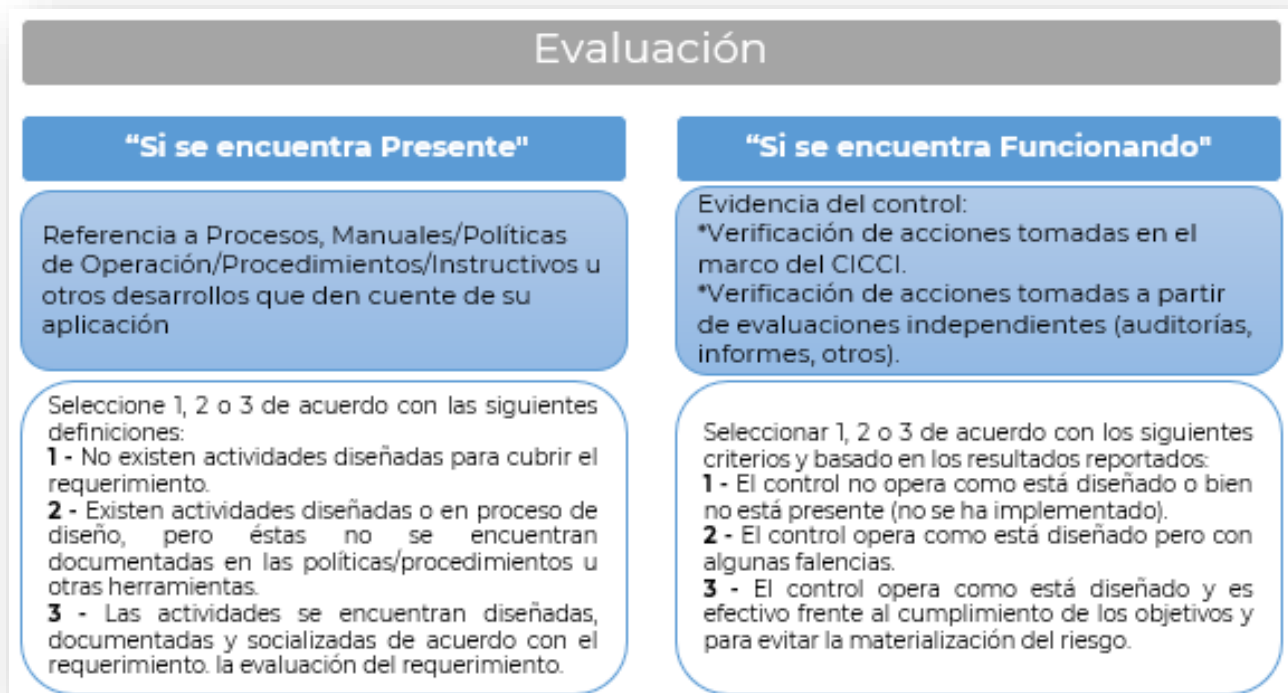 Evaluación
“Si se encuentra Presente"
Referencia a Procesos, Manuales/Políticas
de Operación/Procedimientos/Instructivos u
otros desarrollos que den cuente de su
aplicación
Seleccione 1, 2 o 3 de acuerdo con las siguientes
definiciones:
1 - No existen actividades diseñadas para cubrir el
requerimiento.
2 - Existen actividades diseñadas o en proceso de
diseño, pero éstas no se encuentran
documentadas en las políticas/procedimientos u
otras herramientas.
3 - Las actividades se encuentran diseñadas,
documentadas y socializadas de acuerdo con el
requerimiento. la evaluación del requerimiento.
“Si se encuentra Funcionando"
Evidencia del control:
*Verificación de acciones tomadas en el
marco del CICCI.
*Verificación de acciones tomadas a partir
de evaluaciones independientes (auditorías,
informes, otros).
Seleccionar 1, 2 o 3 de acuerdo con los siguientes
criterios y basado en los resultados reportados:
1 - El control no opera como está diseñado o bien
no está presente (no se ha implementado).
2 - El control opera como está diseñado pero con
algunas falencias.
3 - El control opera como está diseñado y es
efectivo frente al cumplimiento de los objetivos y
para evitar la materialización del riesgo.